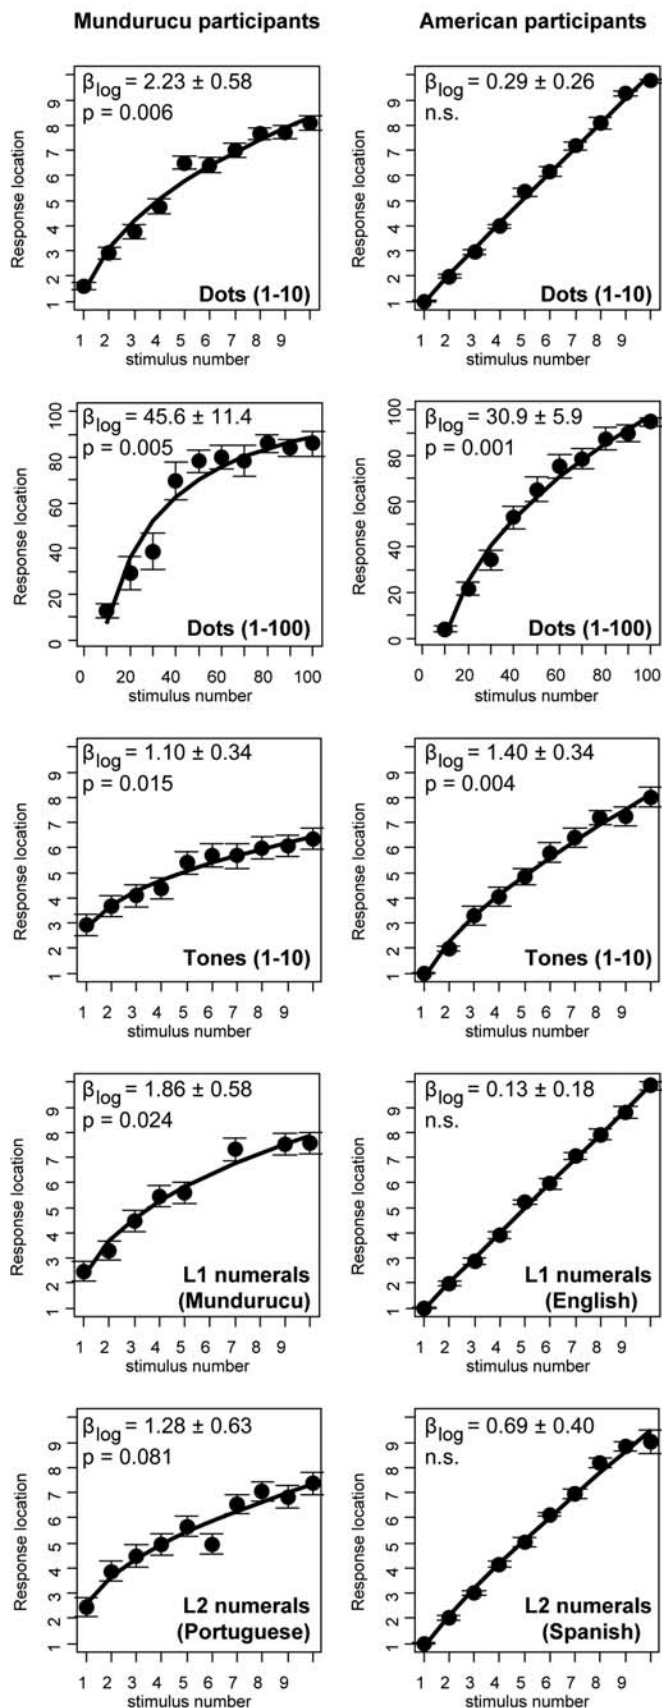 Mundurucu participants
American participants
βlog = 2.23 ± 0.58
p = 0.006
Response location
1 2 3 4 5 6 7 8 9
Dots (1-10)
1 2 3 4 5 6 7 8 9
stimulus number
βlog = 0.29 ± 0.26
n.s.
Response location
1 2 3 4 5 6 7 8 9
Dots (1-10)
1 2 3 4 5 6 7 8 9
stimulus number
βlog = 45.6 ± 11.4
p = 0.005
Response location
0 20 40 60 80 100
Dots (1-100)
0 20 40 60 80 100
stimulus number
βlog = 30.9 ± 5.9
p = 0.001
Response location
0 20 40 60 80 100
Dots (1-100)
0 20 40 60 80 100
stimulus number
βlog = 1.10 ± 0.34
p = 0.015
Response location
1 2 3 4 5 6 7 8 9
Tones (1-10)
1 2 3 4 5 6 7 8 9
stimulus number
βlog = 1.40 ± 0.34
p = 0.004
Response location
1 2 3 4 5 6 7 8 9
Tones (1-10)
1 2 3 4 5 6 7 8 9
stimulus number
βlog = 1.86 ± 0.58
p = 0.024
Response location
1 2 3 4 5 6 7 8 9
L1 numerals
(Mundurucu)
1 2 3 4 5 6 7 8 9
stimulus number
βlog = 0.13 ± 0.18
n.s.
Response location
1 2 3 4 5 6 7 8 9
L1 numerals
(English)
1 2 3 4 5 6 7 8 9
stimulus number
βlog = 1.28 ± 0.63
p = 0.081
Response location
1 2 3 4 5 6 7 8 9
L2 numerals
(Portuguese)
1 2 3 4 5 6 7 8 9
stimulus number
βlog = 0.69 ± 0.40
n.s.
Response location
1 2 3 4 5 6 7 8 9
L2 numerals
(Spanish)
1 2 3 4 5 6 7 8 9
stimulus number